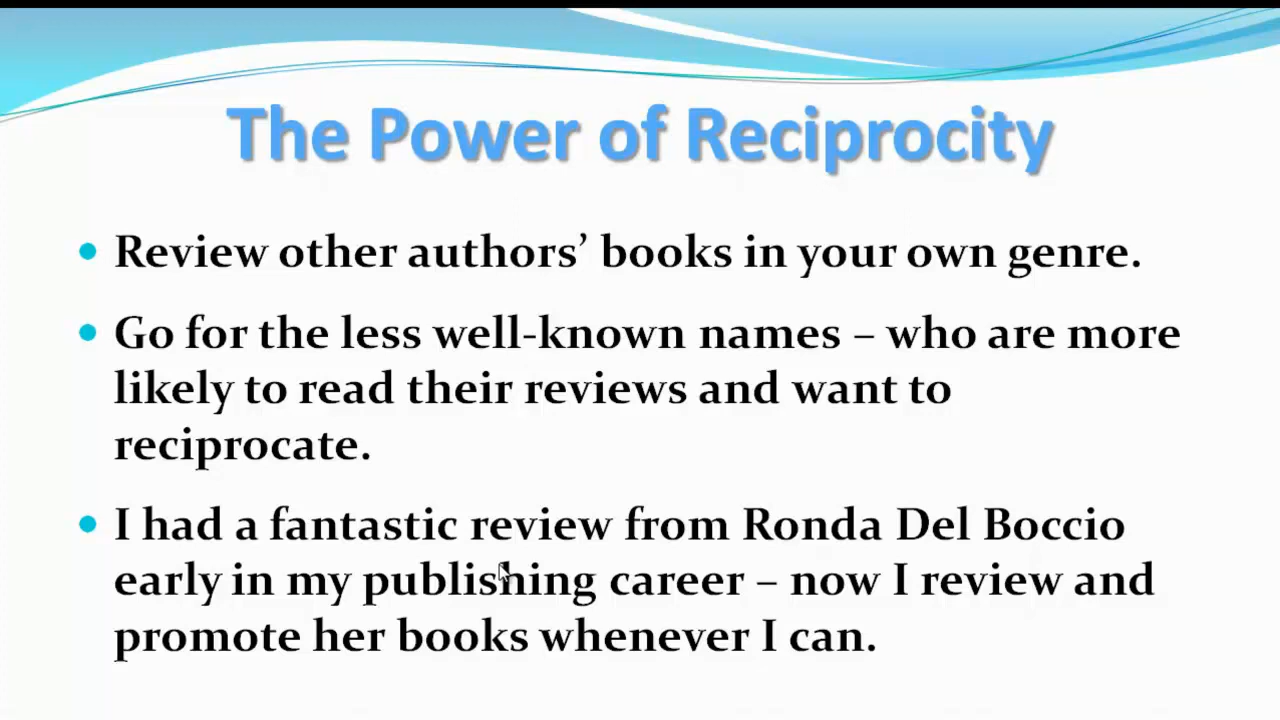 The Power of Reciprocity
Review other authors’ books in your own genre.
Go for the less well-known names – who are more
likely to read their reviews and want to
reciprocate.
I had a fantastic review from Ronda Del Boccio
early in my publishing career – now I review and
promote her books whenever I can.